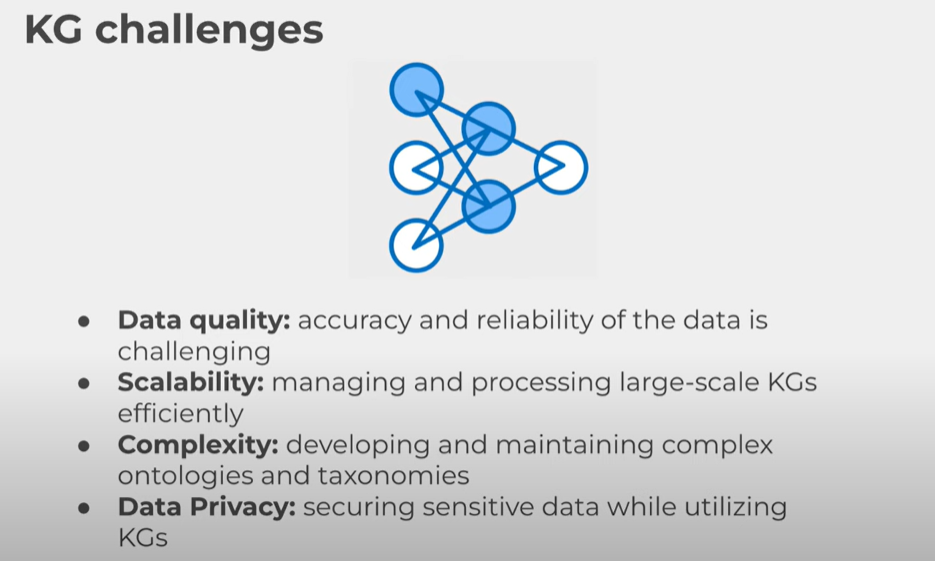 KG challenges
● Data quality: accuracy and reliability of the data is
challenging
● Scalability: managing and processing large-scale KGs
efficiently
● Complexity: developing and maintaining complex
ontologies and taxonomies
● Data Privacy: securing sensitive data while utilizing
KGs